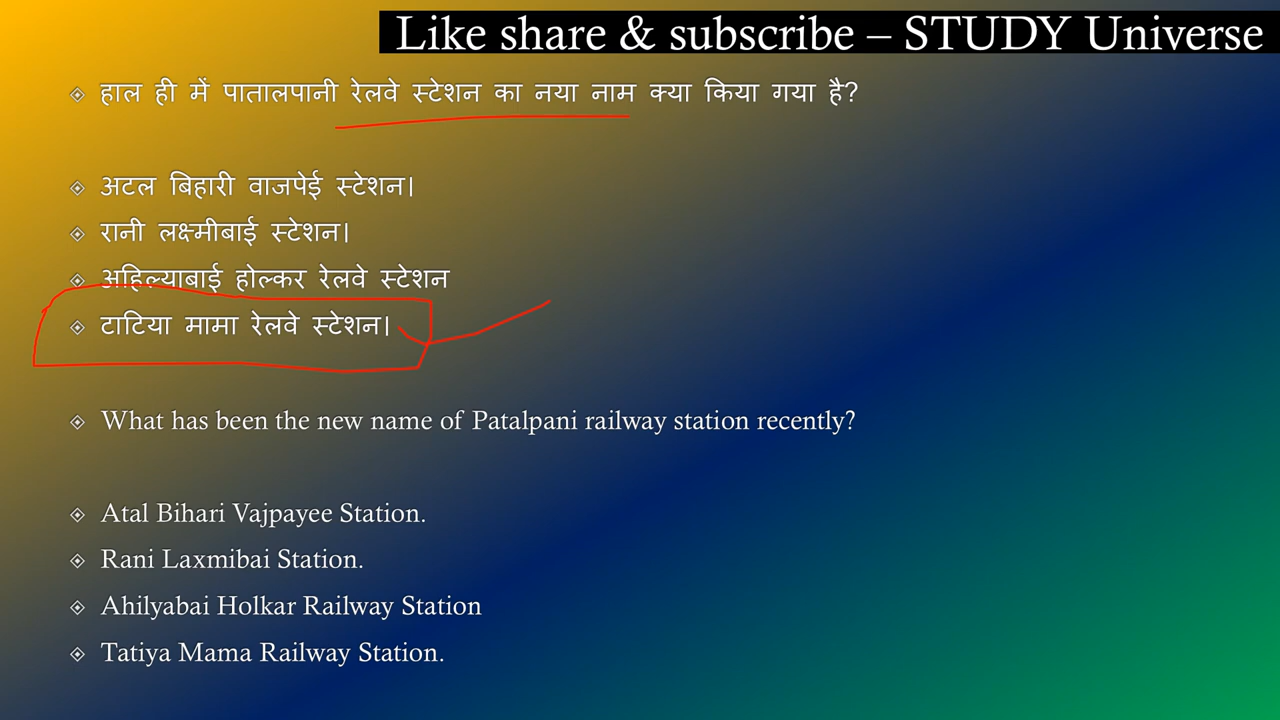 Like share & subscribe – STUDY Universe
हाल ही में पातालपानी रेलवे स्टेशन का नया नाम क्या किया गया है?
अटल बिहारी वाजपेई स्टेशन।
रानी लक्ष्मीबाई स्टेशन।
अहिल्याबाई होल्कर रेलवे स्टेशन
टाटिया मामा रेलवे स्टेशन।
What has been the new name of Patalpani railway station recently?
Atal Bihari Vajpayee Station.
Rani Laxmibai Station.
Ahilyabai Holkar Railway Station
Tatiya Mama Railway Station.